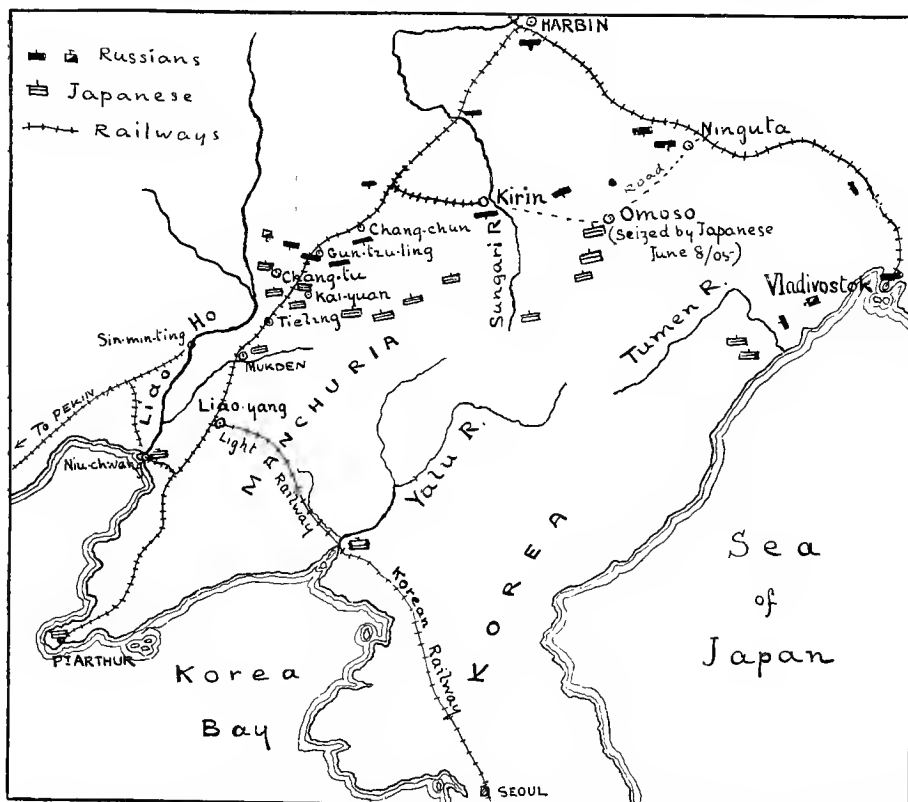 Russians
Japanese
Railways
HARBIN
Ninguta
Road
Kirin
Omoso
(Seized by Japanese
June 8/05)
Chang-chun
Gun-tzu-ling
Chang-tu
Kai-yuan
Sungari R.
Vladivostok
Tieling
Sin-min-ting
Liao Ho
Tumen R.
MUKDEN
MANCHURIA
TO PEKIN
Liao-yang
Light Railway
Niu-chwang
Yalu R.
KOREA
Sea
of
Japan
Korean Railway
PT ARTHUR
Korea
Bay
SEOUL